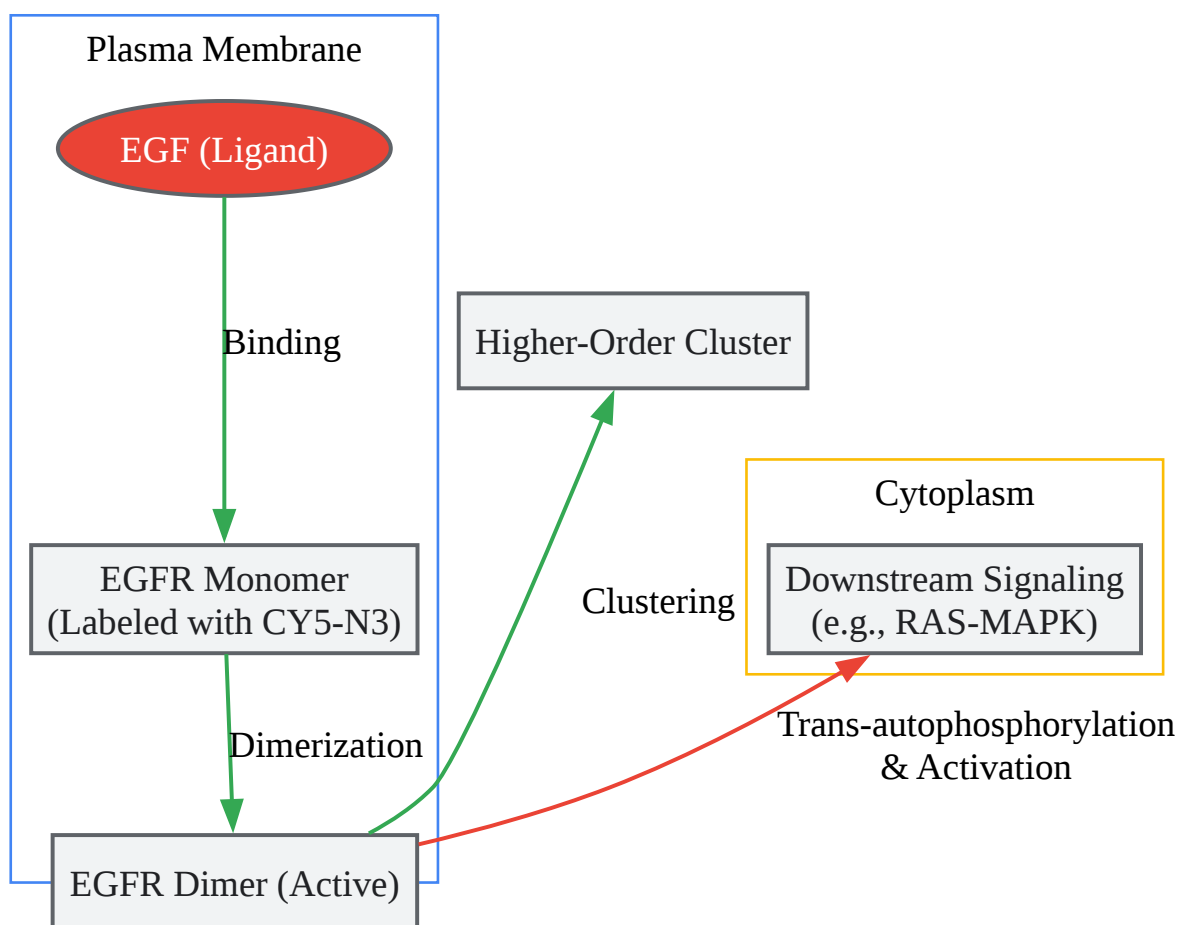 Plasma Membrane
EGF (Ligand)
Binding
Higher-Order Cluster
Cytoplasm
EGFR Monomer
(Labeled with CY5-N3)
Clustering
Downstream Signaling
(e.g., RAS-MAPK)
Dimerization
Trans-autophosphorylation
& Activation
EGFR Dimer (Active)